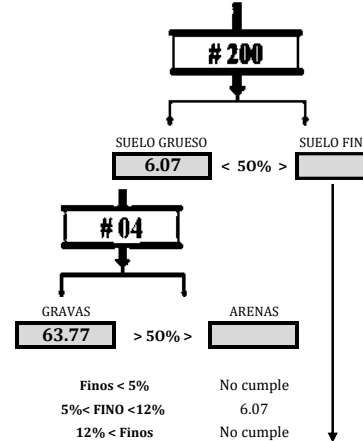 # 200
SUELO GRUESO
SUELO FIN
6.07 < 50% >
# 04
GRAVAS
ARENAS
63.77 > 50% >
Finos < 5% No cumple
5%< FINO <12% 6.07
12% < Finos No cumple